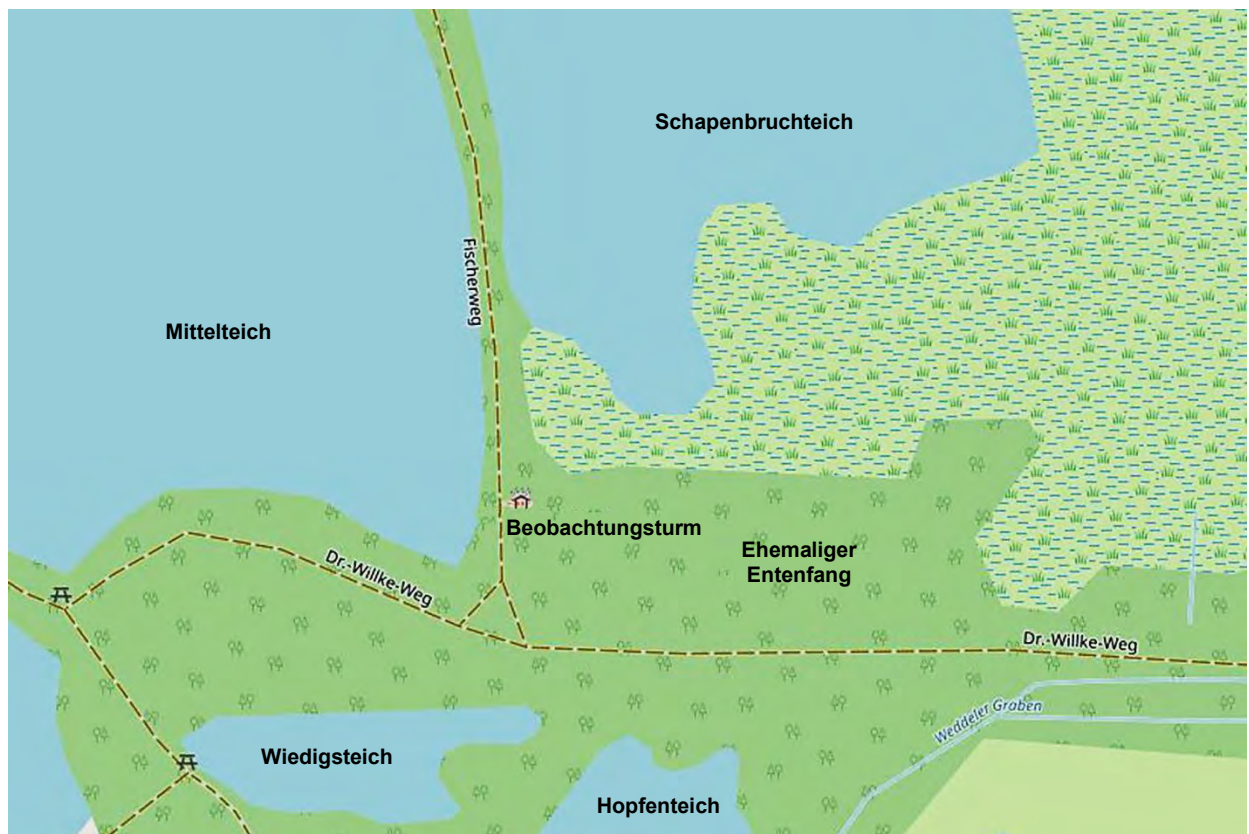 Schapenbruchteich
Fischerweg
Mittelteich
Beobachtungsturm
Ehemaliger
Entenfang
Dr.-Willke-Weg
Dr.-Willke-Weg
Weddeler Graben
Wiedigsteich
Hopfenteich